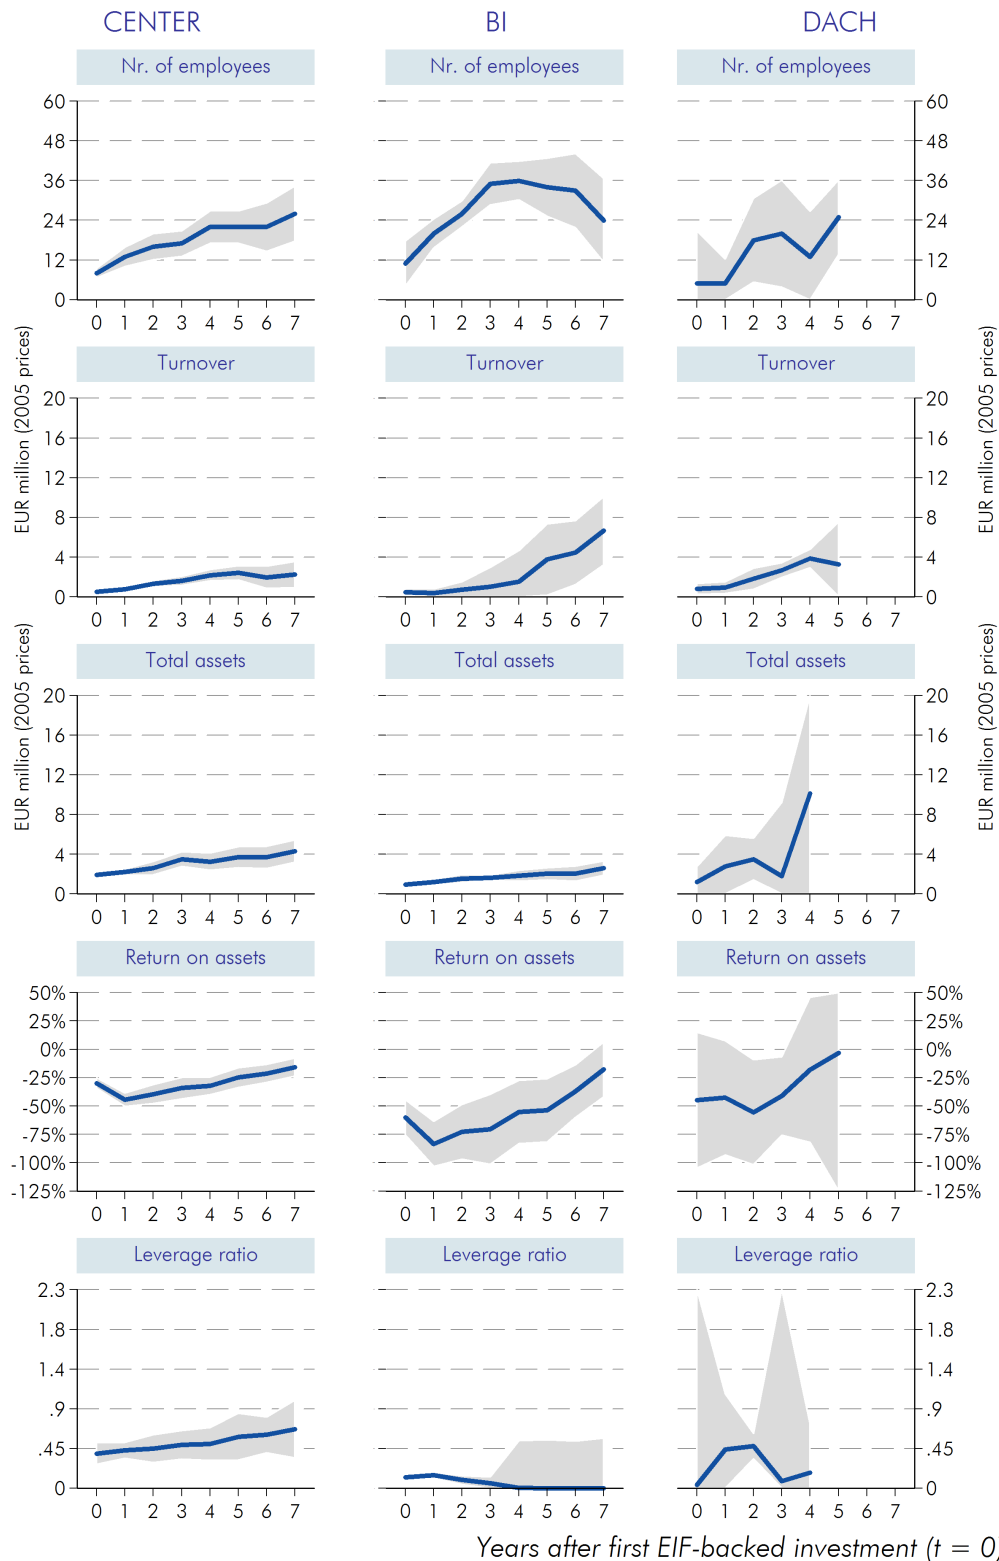 CENTER BI DACH
Nr. of employees Nr. of employees Nr. of employees
60 60
48 48
36 36
24 24
12 12
0 0
0 1 2 3 4 5 6 7 0 1 2 3 4 5 6 7 0 1 2 3 4 5 6 7
EUR million (2005 prices) EUR million (2005 prices)
Turnover Turnover Turnover
20 20
16 16
12 12
8 8
4 4
0 0
0 1 2 3 4 5 6 7 0 1 2 3 4 5 6 7 0 1 2 3 4 5 6 7
EUR million (2005 prices) EUR million (2005 prices)
Total assets Total assets Total assets
20 20
16 16
12 12
8 8
4 4
0 0
0 1 2 3 4 5 6 7 0 1 2 3 4 5 6 7 0 1 2 3 4 5 6 7
Return on assets Return on assets Return on assets
50% 50%
25% 25%
0% 0%
-25% -25%
-50% -50%
-75% -75%
-100% -100%
-125% -125%
0 1 2 3 4 5 6 7 0 1 2 3 4 5 6 7 0 1 2 3 4 5 6 7
Leverage ratio Leverage ratio Leverage ratio
2.3 2.3
1.8 1.8
1.4 1.4
.9 .9
.45 .45
0 0
0 1 2 3 4 5 6 7 0 1 2 3 4 5 6 7 0 1 2 3 4 5 6 7
Years after first EIF-backed investment (t = 0)